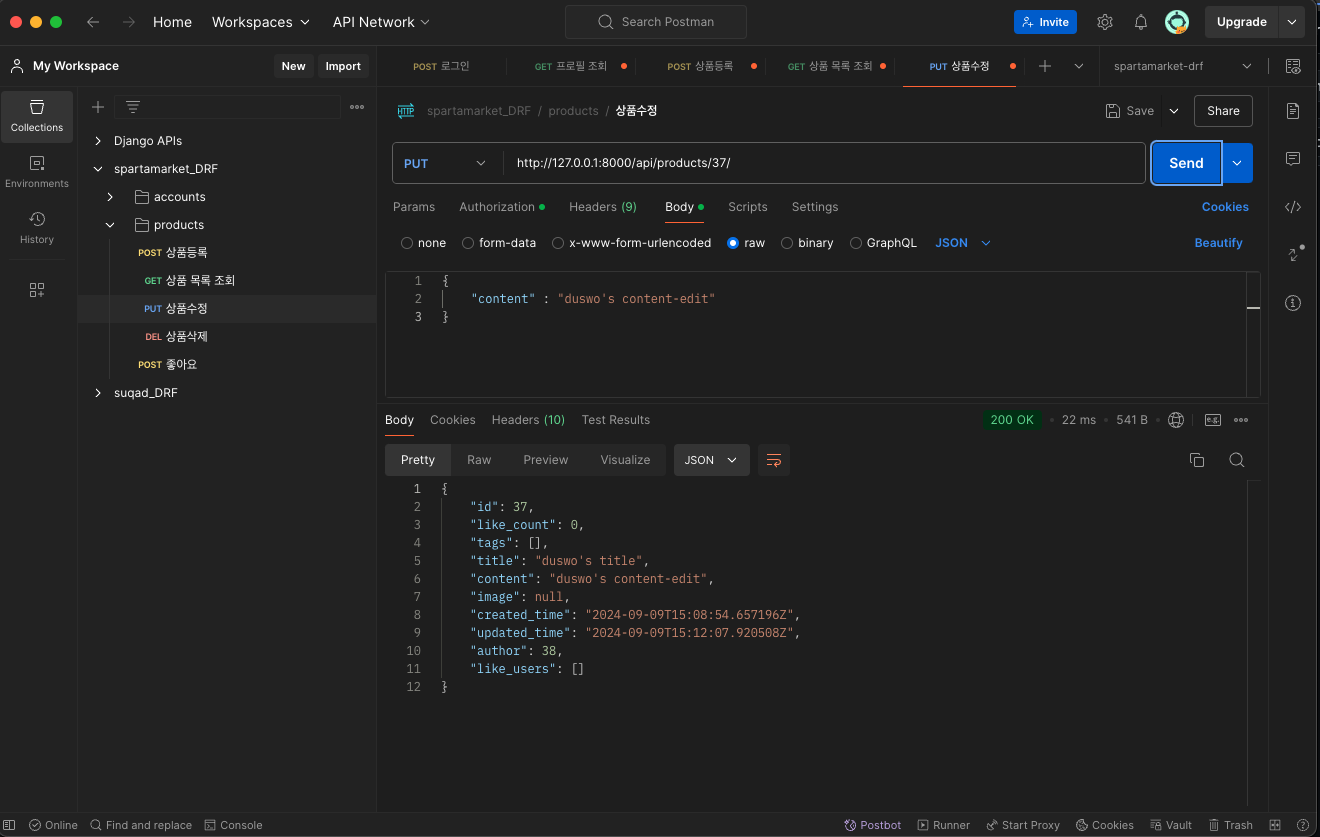 Home Workspaces API Network Search Postman Invite Upgrade
My Workspace New Import POST 로그인 GET 프로필 조회 POST 상품등록 GET 상품 목록 조회 PUT 상품수정 spartamarket-drf
Collections
Environments
History
Django APIs
spartamarket_DRF
accounts
products
POST 상품등록
GET 상품 목록 조회
PUT 상품수정
DEL 상품삭제
POST 좋아요
suqad_DRF
HTTP spartamarket_DRF / products / 상품수정 Save Share
PUT http://127.0.0.1:8000/api/products/37/ Send
Params Authorization Headers (9) Body Scripts Settings Cookies
none form-data x-www-form-urlencoded raw binary GraphQL JSON Beautify
1 {
2 "content" : "duswo's content-edit"
3 }
Body Cookies Headers (10) Test Results 200 OK 22 ms 541 B e.g.
Pretty Raw Preview Visualize JSON
1 {
2 "id": 37,
3 "like_count": 0,
4 "tags": [],
5 "title": "duswo's title",
6 "content": "duswo's content-edit",
7 "image": null,
8 "created_time": "2024-09-09T15:08:54.657196Z",
9 "updated_time": "2024-09-09T15:12:07.920508Z",
10 "author": 38,
11 "like_users": []
12 }
Online Find and replace Console Postbot Runner Start Proxy Cookies Vault Trash